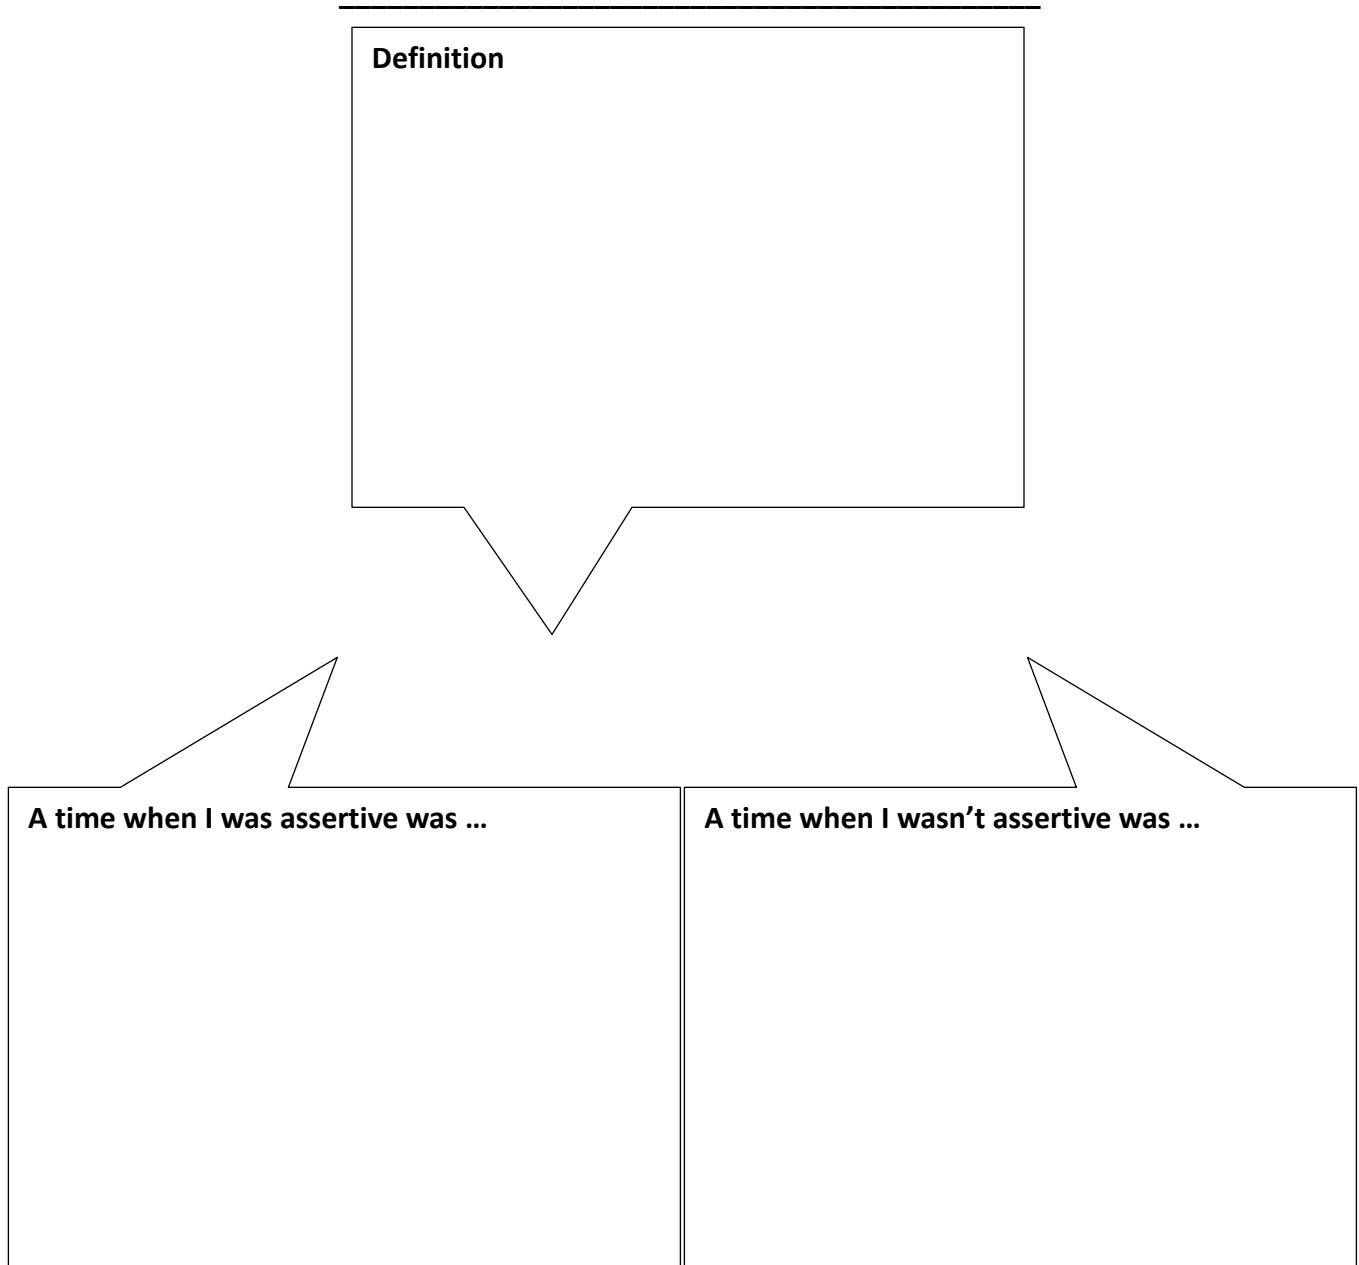 Definition
A time when I was assertive was …
A time when I wasn’t assertive was …